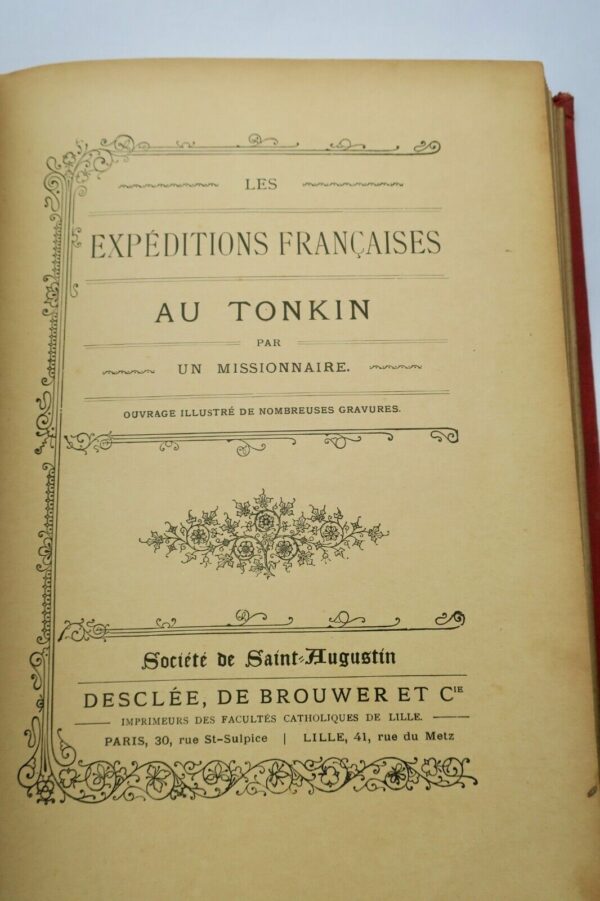 LES
EXPÉDITIONS FRANÇAISES
AU TONKIN
PAR
UN MISSIONNAIRE.
OUVRAGE ILLUSTRÉ DE NOMBREUSES GRAVURES.
Société de Saint-Augustin
DESCLÉE, DE BROUWER ET CIE
IMPRIMEURS DES FACULTÉS CATHOLIQUES DE LILLE.
PARIS, 30, rue St-Sulpice | LILLE, 41, rue du Metz